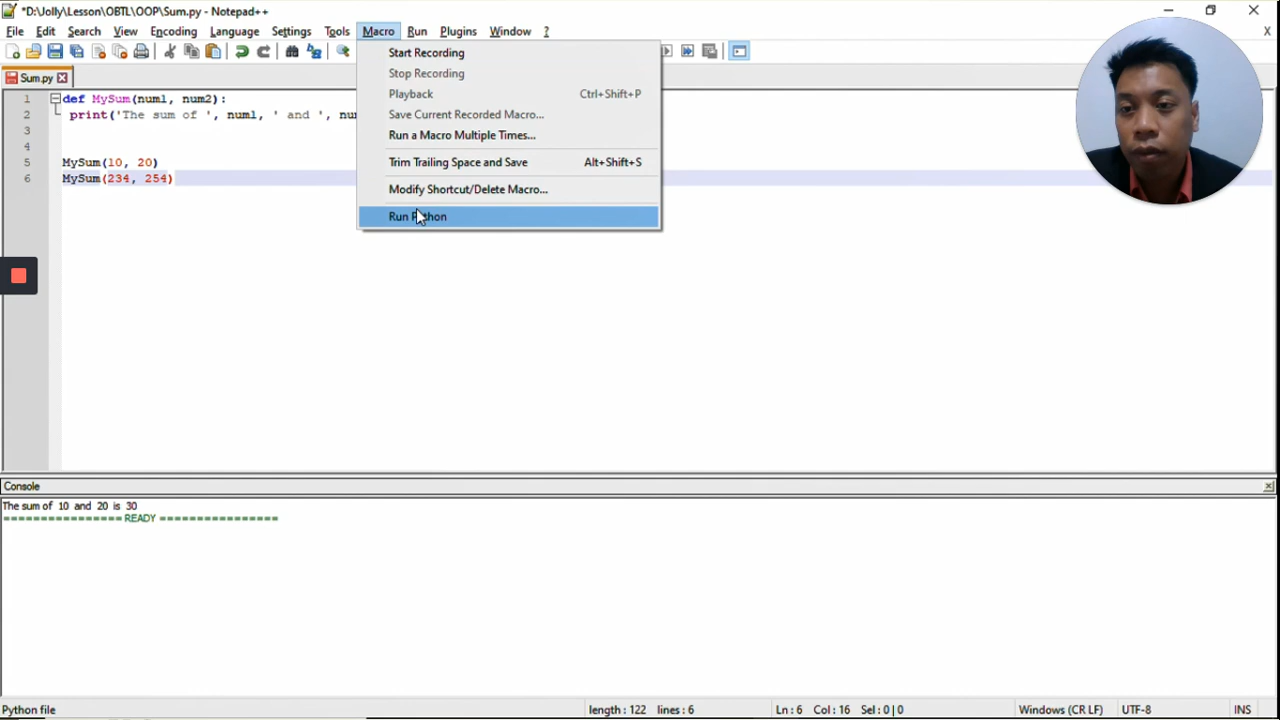 *D:\Jolly\Lesson\OBTL\OOP\Sum.py - Notepad++
File Edit Search View Encoding Language Settings Tools Macro Run Plugins Window ? X
Sum.py
Start Recording
Stop Recording
Playback Ctrl+Shift+P
Save Current Recorded Macro...
Run a Macro Multiple Times...
Trim Trailing Space and Save Alt+Shift+S
Modify Shortcut/Delete Macro...
Run Python
1 def MySum(num1, num2):
2 print('The sum of ', num1, ' and ', nu
3
4
5 MySum(10, 20)
6 MySum(234, 254)
Console
The sum of 10 and 20 is 30
================ READY ================
Python file length : 122 lines : 6 Ln : 6 Col : 16 Sel : 0 | 0 Windows (CR LF) UTF-8 INS